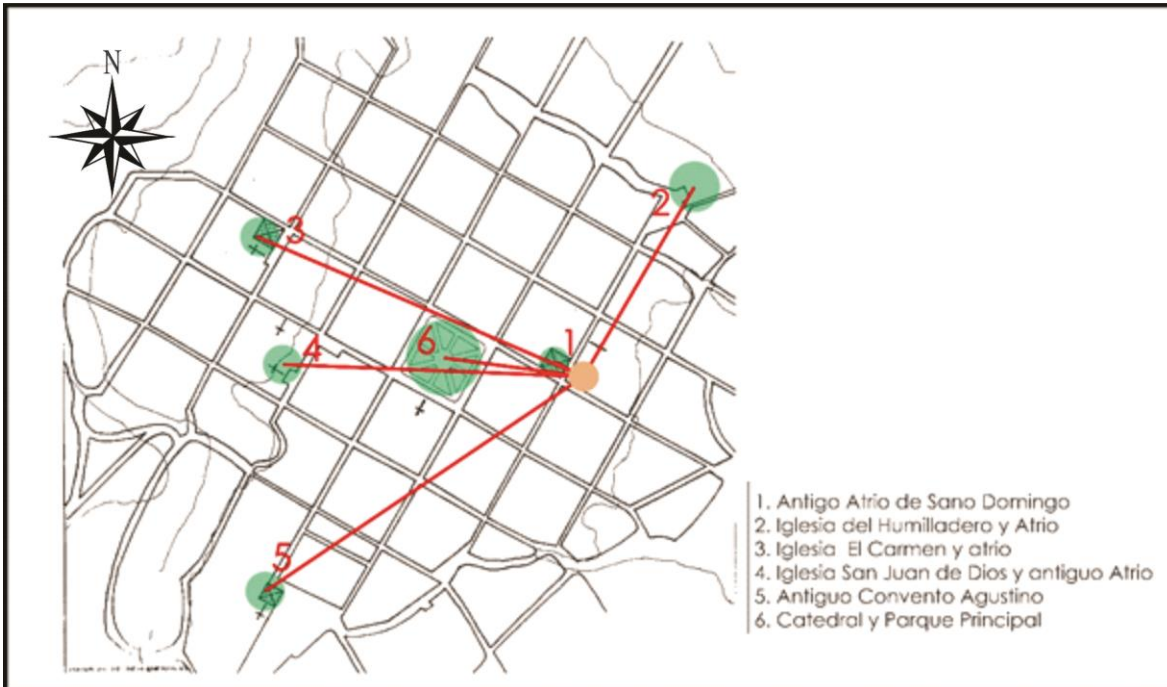 N
3
2
1
6
4
5
1. Antigo Atrio de Sano Domingo
2. Iglesia del Humilladero y Atrio
3. Iglesia El Carmen y atrio
4. Iglesia San Juan de Dios y antiguo Atrio
5. Antiguo Convento Agustino
6. Catedral y Parque Principal